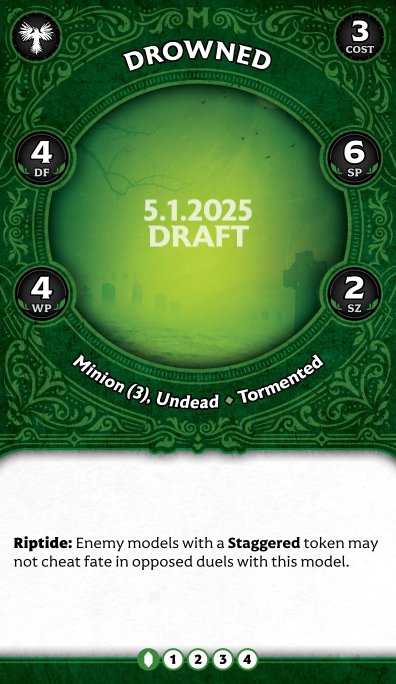 M
DROWNED
3
COST
4
DF
6
SP
5.1.2025
DRAFT
4
WP
2
SZ
Minion (3), Undead ⬥ Tormented
Riptide: Enemy models with a Staggered token may
not cheat fate in opposed duels with this model.
1 2 3 4